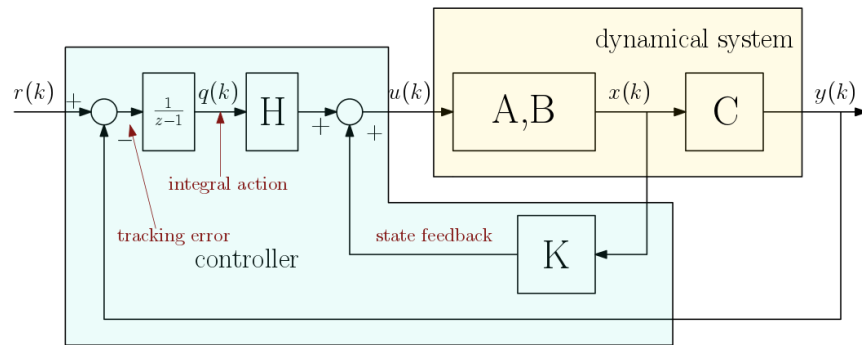 dynamical system
r(k)
+
−
1
z−1
q(k)
H
+
+
u(k)
A,B
x(k)
C
y(k)
integral action
tracking error
state feedback
controller
K